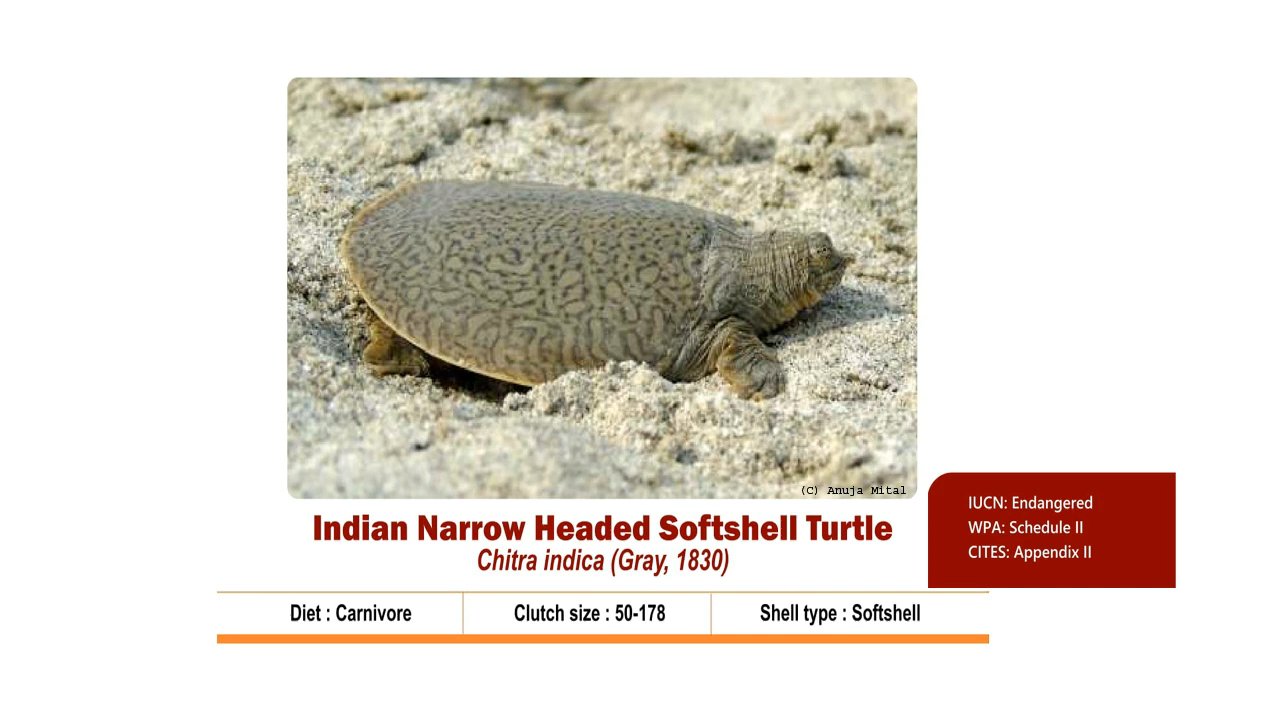 (C) Anuja Mital
Indian Narrow Headed Softshell Turtle
Chitra indica (Gray, 1830)
IUCN: Endangered
WPA: Schedule II
CITES: Appendix II
Diet : Carnivore
Clutch size : 50-178
Shell type : Softshell